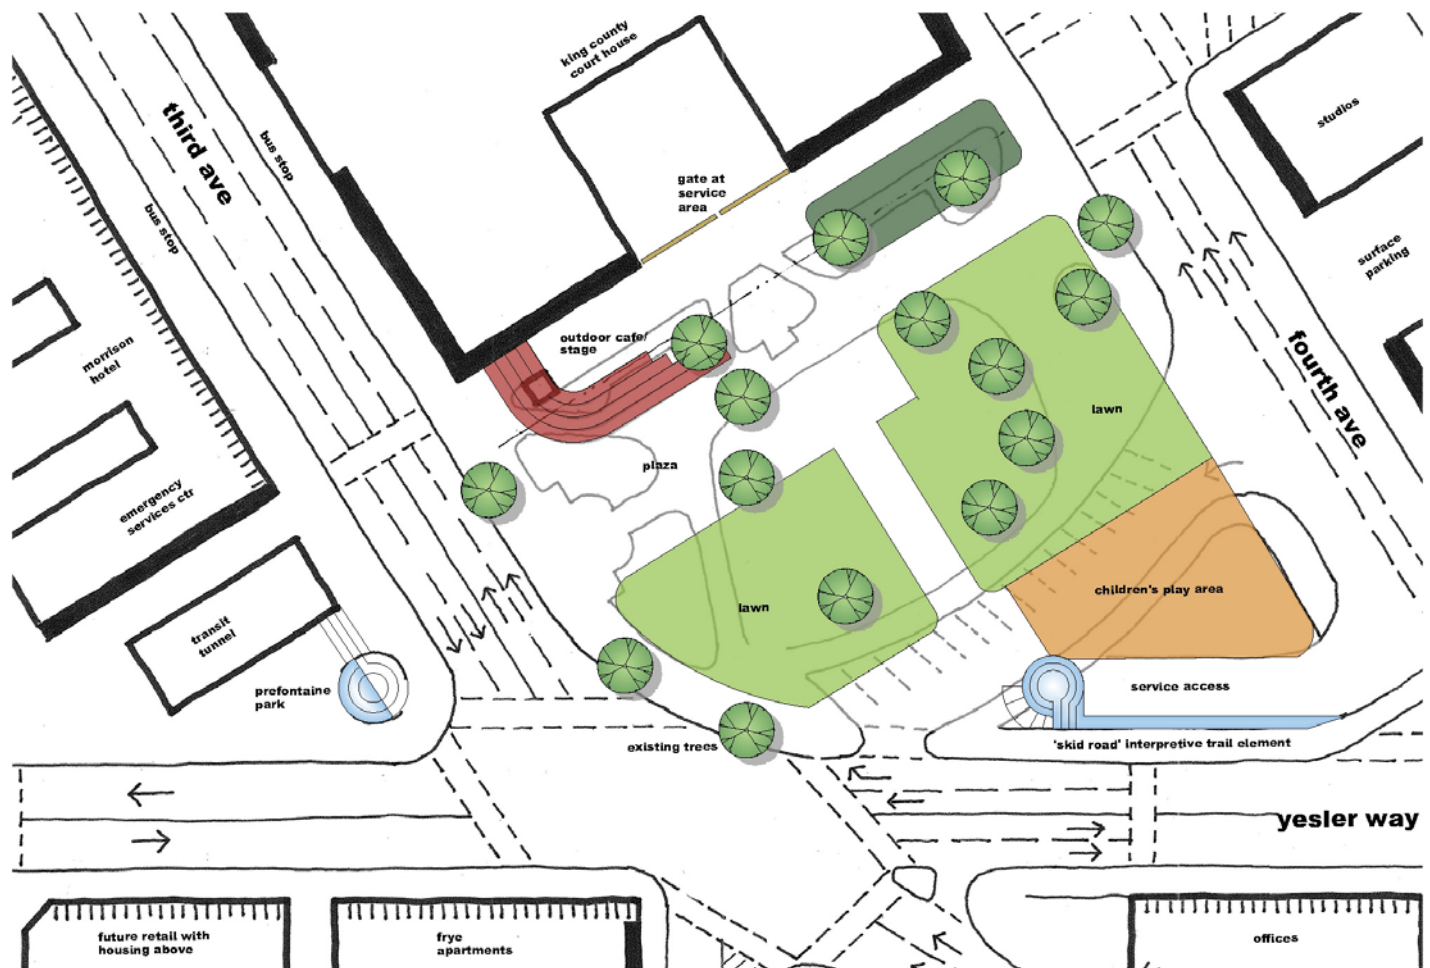 king county
court house
third ave
bus stop
bus stop
gate at
service
area
studios
surface
parking
fourth ave
morrison
hotel
outdoor cafe/
stage
lawn
plaza
emergency
services ctr
transit
tunnel
prefontaine
park
lawn
children's play area
service access
existing trees
'skid road' interpretive trail element
yesler way
future retail with
housing above
frye
apartments
offices